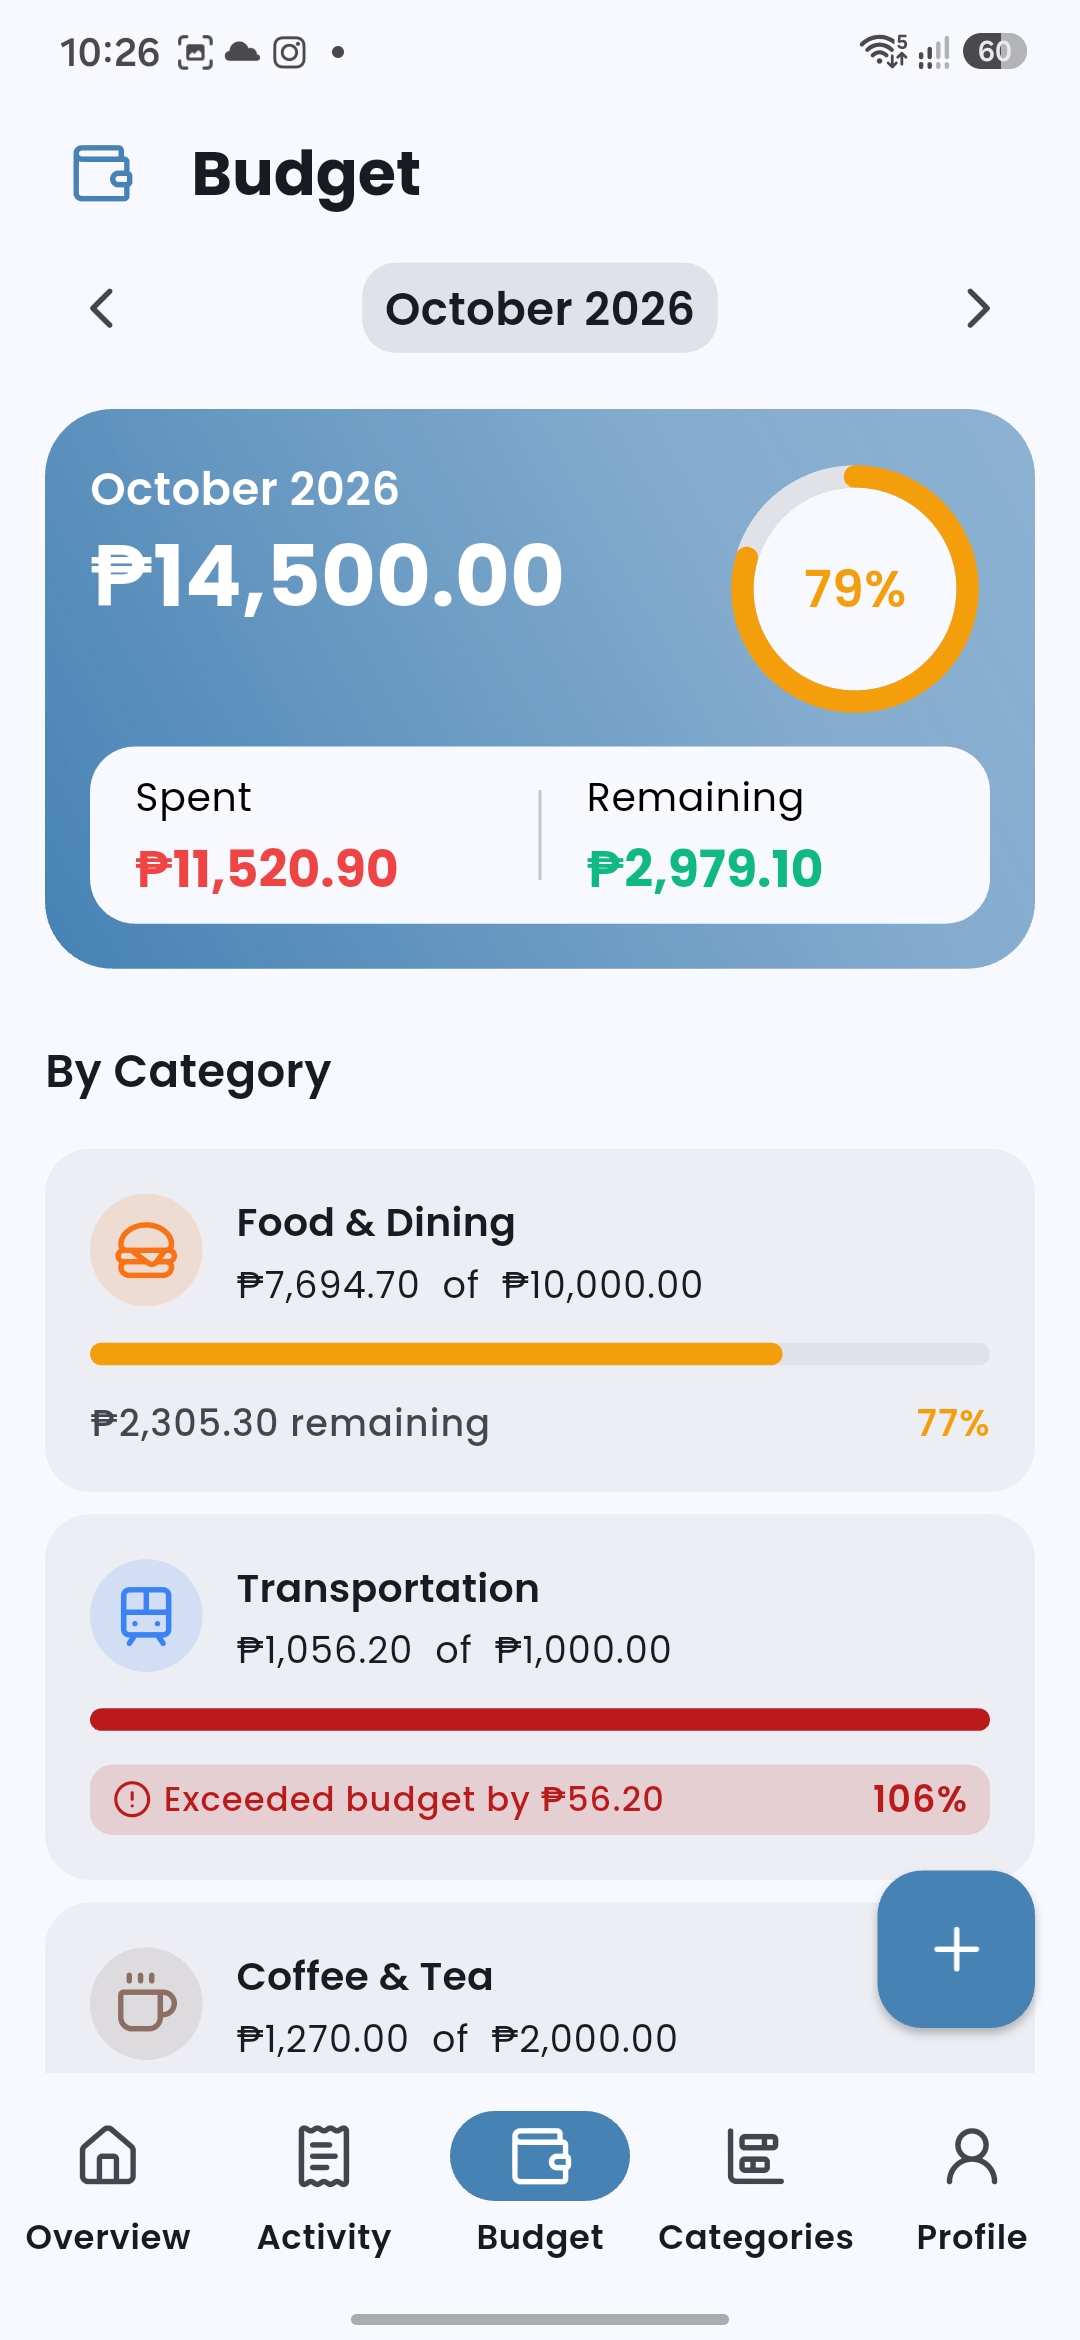 10:26
5
60
Budget
October 2026
October 2026
₱14,500.00
79%
Spent
Remaining
₱11,520.90
₱2,979.10
By Category
Food & Dining
₱7,694.70 of ₱10,000.00
₱2,305.30 remaining
77%
Transportation
₱1,056.20 of ₱1,000.00
Exceeded budget by ₱56.20
106%
Coffee & Tea
₱1,270.00 of ₱2,000.00
Overview
Activity
Budget
Categories
Profile